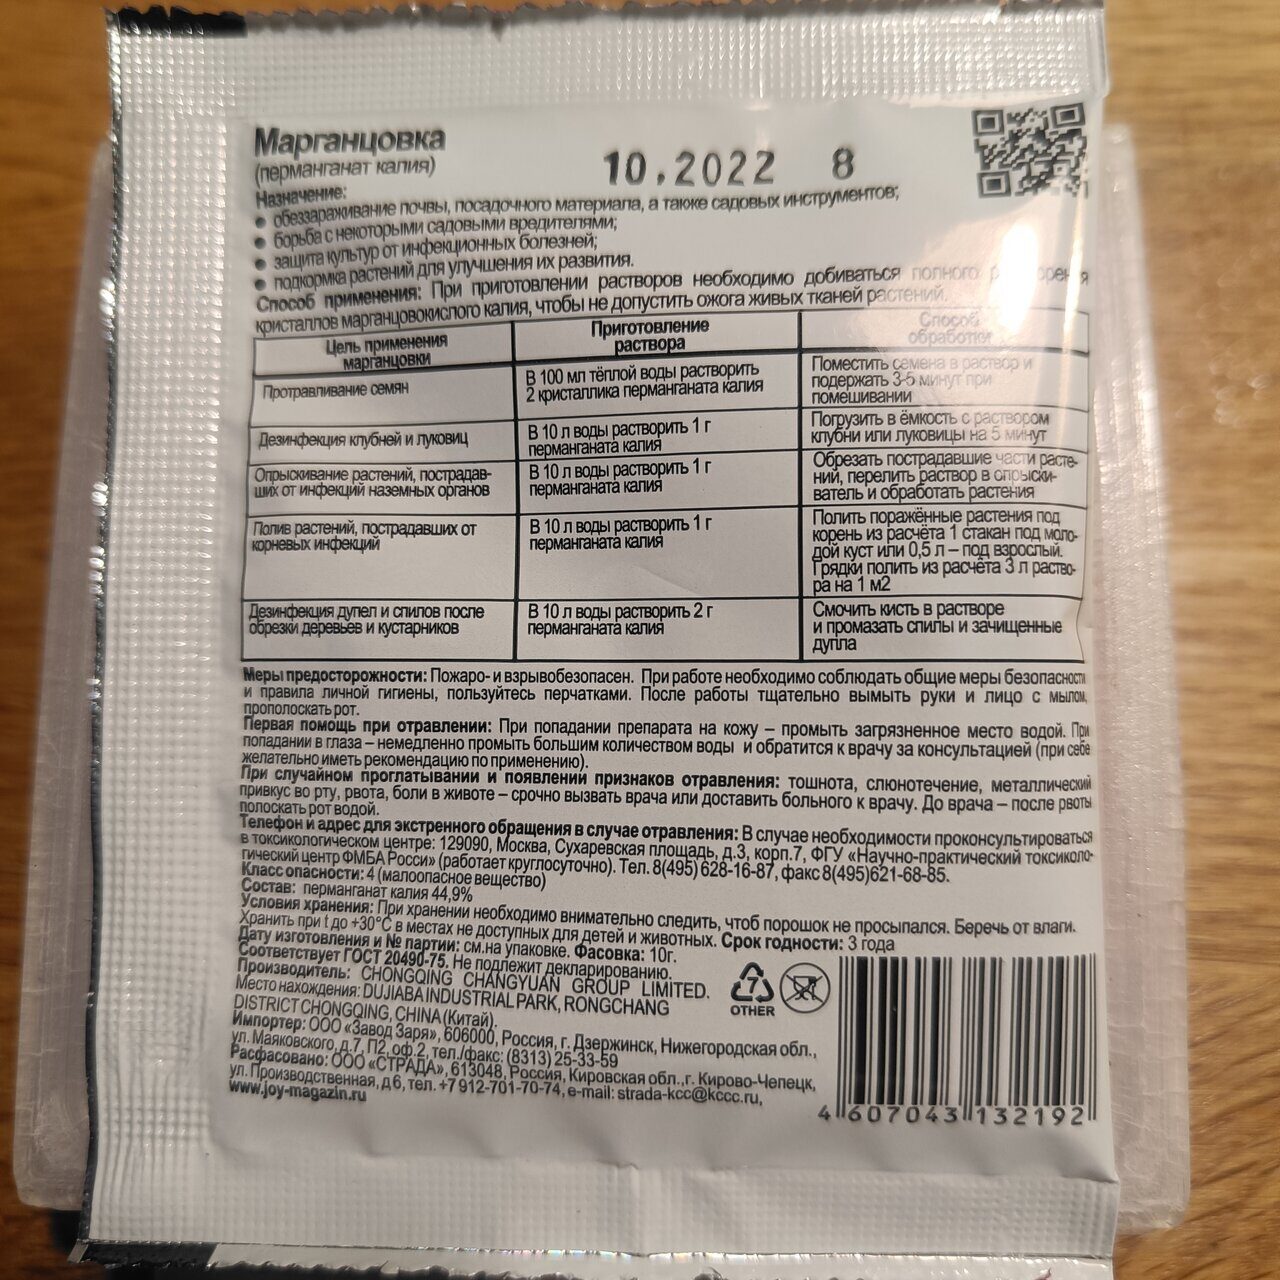 Марганцовка
(перманганат калия)
10.2022 8
Назначение:
• обеззараживание почвы, посадочного материала, а также садовых инструментов;
• борьба с некоторыми садовыми вредителями;
• защита культур от инфекционных болезней;
• подкормка растений для улучшения их развития.
Способ применения: При приготовлении растворов необходимо добиваться полного
кристаллов марганцовокислого калия, чтобы не допустить ожога живых тканей растений.
Цель применения
марганцовки
Приготовление
раствора
Способ
обработки
Протравливание семян
В 100 мл тёплой воды растворить
2 кристаллика перманганата калия
Поместить семена в раствор и
подержать 3-5 минут при
помешивании
Дезинфекция клубней и луковиц
В 10 л воды растворить 1 г
перманганата калия
Погрузить в ёмкость с раствором
клубни или луковицы на 5 минут
Опрыскивание растений, пострадав-
ших от инфекций наземных органов
В 10 л воды растворить 1 г
перманганата калия
Обрезать пострадавшие части расте-
ний, перелить раствор в опрыски-
ватель и обработать растения
Полив растений, пострадавших от
корневых инфекций
В 10 л воды растворить 1 г
перманганата калия
Полить поражённые растения под
корень из расчёта 1 стакан под моло-
дой куст или 0,5 л – под взрослый.
Грядки полить из расчёта 3 л раство-
ра на 1 м2
Дезинфекция дупел и спилов после
обрезки деревьев и кустарников
В 10 л воды растворить 2 г
перманганата калия
Смочить кисть в растворе
и промазать спилы и зачищенные
дупла
Меры предосторожности: Пожаро- и взрывобезопасен. При работе необходимо соблюдать общие меры безопасности
и правила личной гигиены, пользуйтесь перчатками. После работы тщательно вымыть руки и лицо с мылом,
прополоскать рот.
Первая помощь при отравлении: При попадании препарата на кожу – промыть загрязненное место водой. При
попадании в глаза – немедленно промыть большим количеством воды и обратится к врачу за консультацией (при себе
желательно иметь рекомендацию по применению).
При случайном проглатывании и появлении признаков отравления: тошнота, слюнотечение, металлический
привкус во рту, рвота, боли в животе – срочно вызвать врача или доставить больного к врачу. До врача – после рвоты
полоскать рот водой.
Телефон и адрес для экстренного обращения в случае отравления: В случае необходимости проконсультироваться
в токсикологическом центре: 129090, Москва, Сухаревская площадь, д.3, корп.7, ФГУ «Научно-практический токсиколо-
гический центр ФМБА Росси» (работает круглосуточно). Тел. 8(495) 628-16-87, факс 8(495)621-68-85.
Класс опасности: 4 (малоопасное вещество)
Состав: перманганат калия 44,9%
Условия хранения: При хранении необходимо внимательно следить, чтоб порошок не просыпался. Беречь от влаги.
Хранить при t до +30°С в местах не доступных для детей и животных. Срок годности: 3 года
Дату изготовления и № партии: см.на упаковке. Фасовка: 10г.
Соответствует ГОСТ 20490-75. Не подлежит декларированию.
Производитель: CHONGQING CHANGYUAN GROUP LIMITED.
Место нахождения: DUJIABA INDUSTRIAL PARK, RONGCHANG
DISTRICT CHONGQING, CHINA (Китай).
Импортер: ООО «Завод Заря», 606000, Россия, г. Дзержинск, Нижегородская обл.,
ул. Маяковского, д.7, П2, оф.2, тел./факс: (8313) 25-33-59
Расфасовано: ООО «СТРАДА», 613048, Россия, Кировская обл.,г. Кирово-Чепецк,
ул. Производственная, д 6, тел. +7 912-701-70-74, e-mail: strada-kcc@kccc.ru,
www.joy-magazin.ru
7
OTHER
4 607043 132192